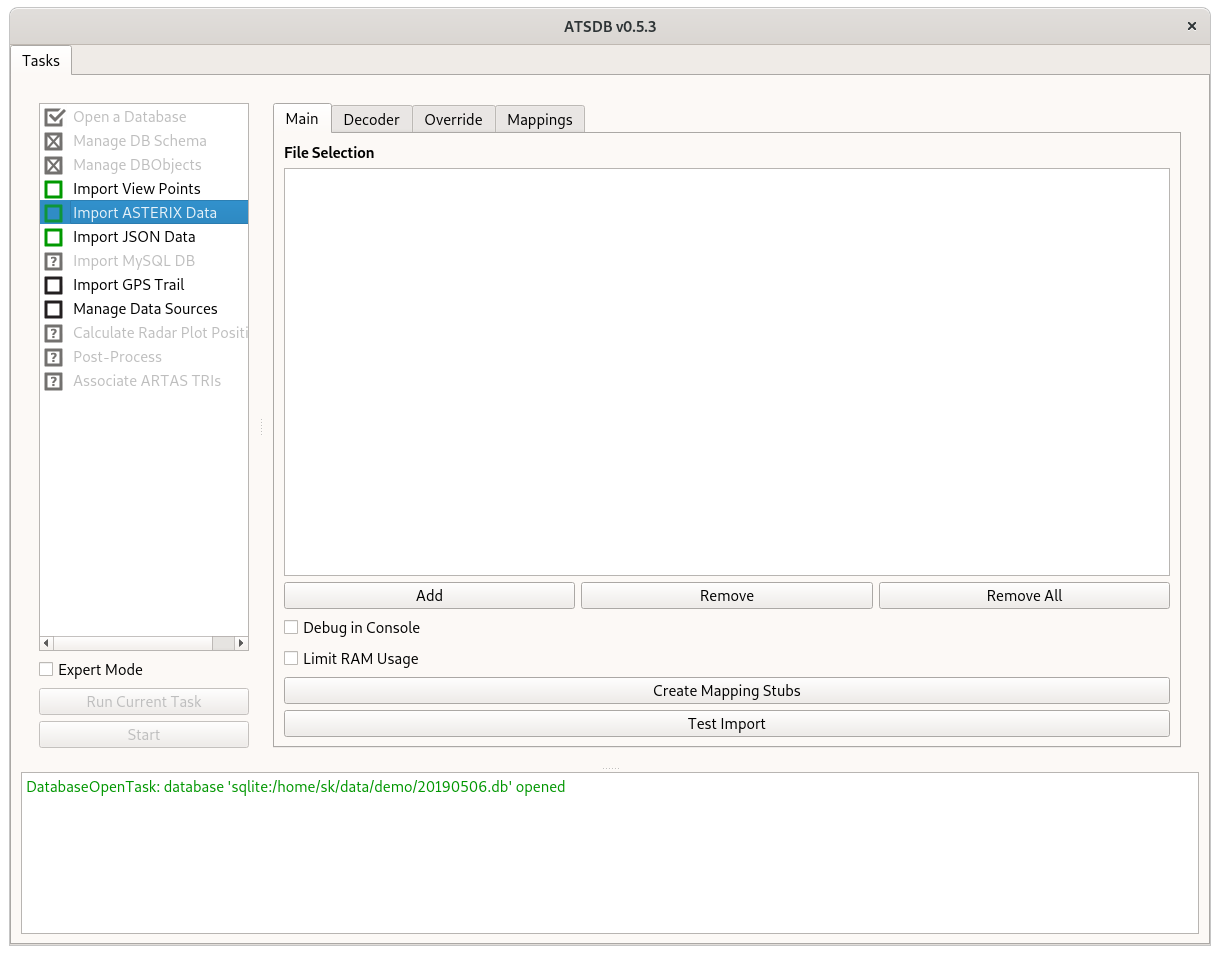 ATSDB v0.5.3
Tasks
Open a Database
Manage DB Schema
Manage DBObjects
Import View Points
Import ASTERIX Data
Import JSON Data
Import MySQL DB
Import GPS Trail
Manage Data Sources
Calculate Radar Plot Positi
Post-Process
Associate ARTAS TRIs
Expert Mode
Run Current Task
Start
Main Decoder Override Mappings
File Selection
Add Remove Remove All
Debug in Console
Limit RAM Usage
Create Mapping Stubs
Test Import
DatabaseOpenTask: database 'sqlite:/home/sk/data/demo/20190506.db' opened